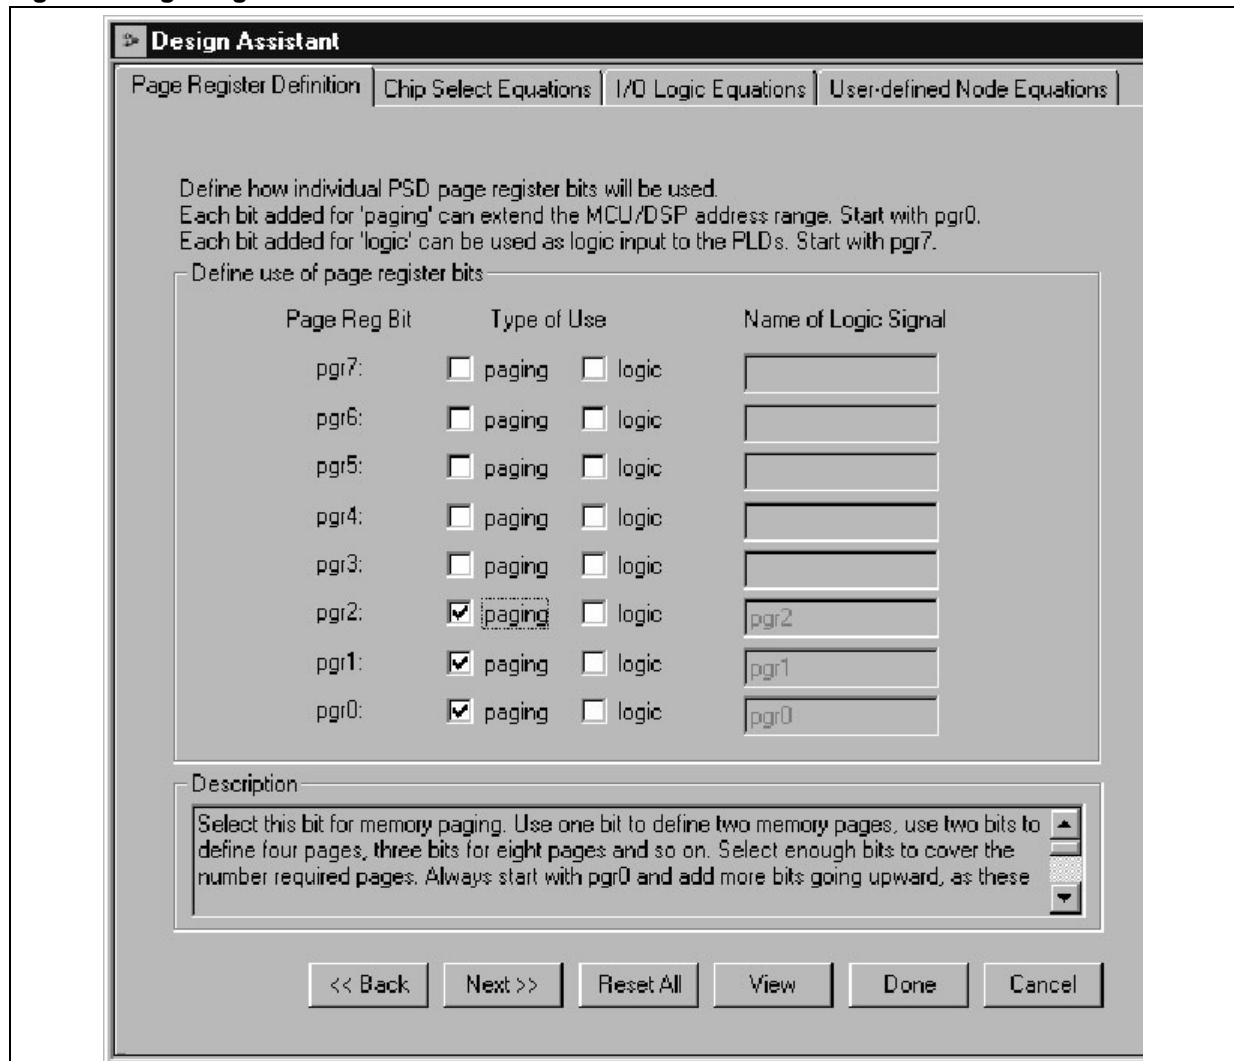 Design Assistant
Page Register Definition Chip Select Equations I/O Logic Equations User-defined Node Equations
Define how individual PSD page register bits will be used.
Each bit added for 'paging' can extend the MCU/DSP address range. Start with pgr0.
Each bit added for 'logic' can be used as logic input to the PLDs. Start with pgr7.
Define use of page register bits
Page Reg Bit Type of Use Name of Logic Signal
pgr7: paging logic
pgr6: paging logic
pgr5: paging logic
pgr4: paging logic
pgr3: paging logic
pgr2: paging logic pgr2
pgr1: paging logic pgr1
pgr0: paging logic pgr0
Description
Select this bit for memory paging. Use one bit to define two memory pages, use two bits to
define four pages, three bits for eight pages and so on. Select enough bits to cover the
number required pages. Always start with pgr0 and add more bits going upward, as these
<< Back Next >> Reset All View Done Cancel